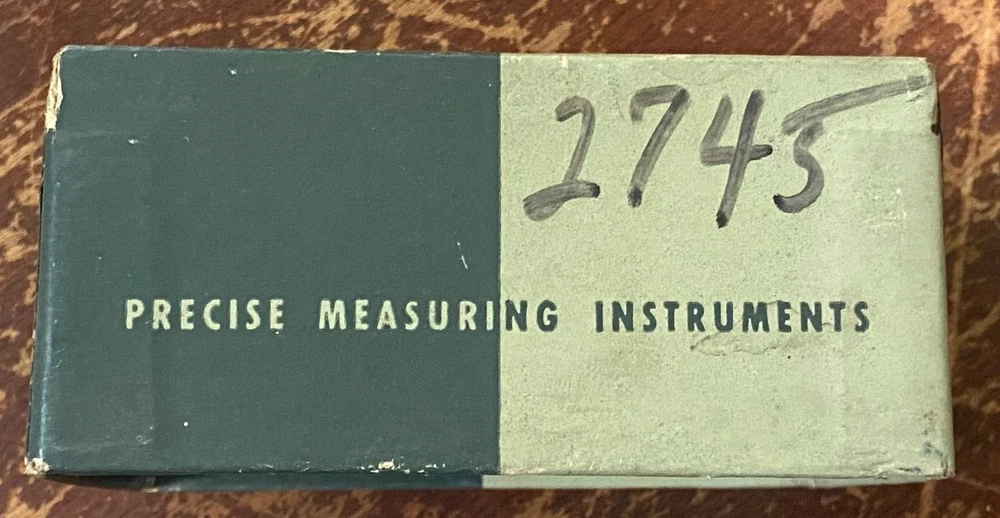 2745
PRECISE MEASURING INSTRUMENTS